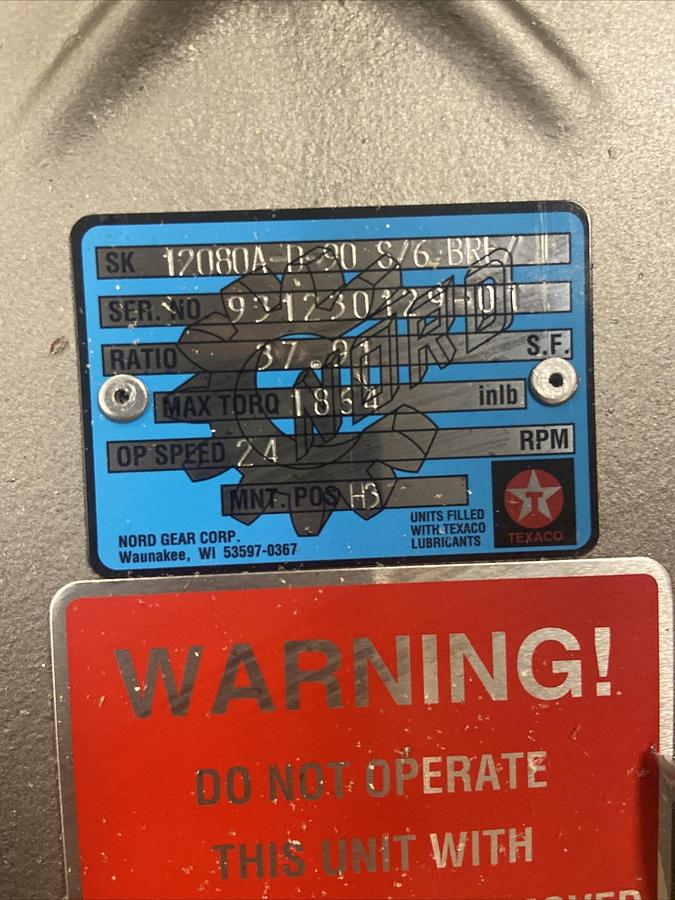 SK 12080A-D 90 S/6 BRE/
SER. NO 931230129-01
RATIO 37.91 S.F.
MAX TORQ 1864 inlb
OP SPEED 24 RPM
MNT. POS H3
NORD
NORD GEAR CORP.
Waunakee, WI 53597-0367
UNITS FILLED
WITH TEXACO
LUBRICANTS
T
TEXACO
WARNING!
DO NOT OPERATE
THIS UNIT WITH